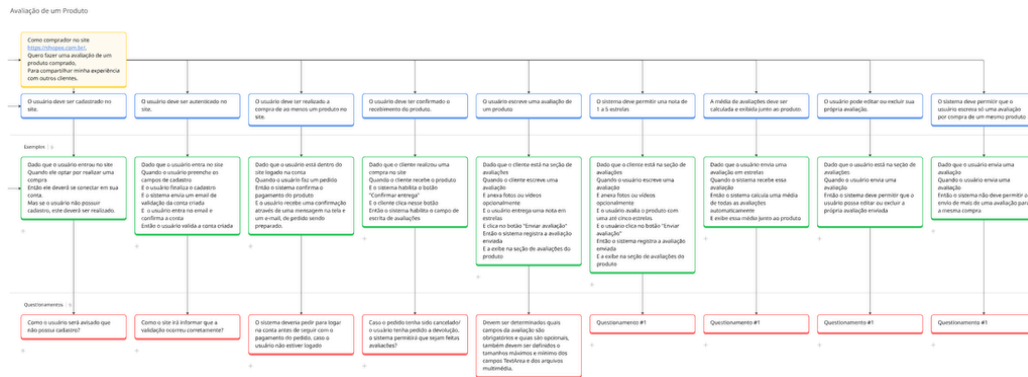 Avaliação de um Produto
Como comprador no site
https://shopee.com.br/,
Quero fazer uma avaliação de um
produto comprado.
Para compartilhar minha experiência
com outros clientes.
O usuário deve ser cadastrado no
site.
O usuário deve ser autenticado no
site.
O usuário deve ter realizado a
compra de ao menos um produto no
site.
O usuário deve ter confirmado o
recebimento do produto.
O usuário escreve uma avaliação de
um produto
O sistema deve permitir uma nota de
1 a 5 estrelas
A média de avaliações deve ser
calculada e exibida junto ao produto.
O usuário pode editar ou excluir sua
própria avaliação.
O sistema deve permitir que o
usuário escreva só uma avaliação
por compra de um mesmo produto
Exemplos
Dado que o usuário entrou no site
Quando ele optar por realizar uma
compra
Então ele deverá se conectar em sua
conta
Mas se o usuário não possuir
cadastro, este deverá ser realizado.
Dado que o usuário entra no site
Quando o usuário preenche os
campos de cadastro
E o usuário finaliza o cadastro
E o sistema envia um email de
validação da conta criada
E o usuário entra no email e
confirma a conta
Então o usuário valida a conta criada
Dado que o usuário está dentro do
site logado na conta
Quando o usuário faz um pedido
Então o sistema confirma o
pagamento do produto
E o usuário recebe uma confirmação
através de uma mensagem na tela e
um e-mail, de pedido sendo
preparado.
Dado que o cliente realizou uma
compra no site
Quando o cliente recebe o produto
E o sistema habilita o botão
"Confirmar entrega"
E o cliente clica nesse botão
Então o sistema habilita o campo de
escrita de avaliações
Dado que o cliente está na seção de
avaliações
Quando o cliente escreve uma
avaliação
E anexa fotos ou vídeos
opcionalmente
E o usuário entrega uma nota em
estrelas
E clica no botão "Enviar avaliação"
Então o sistema registra a avaliação
enviada
E a exibe na seção de avaliações do
produto
Dado que o cliente está na seção de
avaliações
Quando o cliente escreve uma
avaliação
E anexa fotos ou vídeos
opcionalmente
E o usuário avalia o produto com
uma até cinco estrelas.
E o usuário clica no botão "Enviar
avaliação"
Então o sistema registra a avaliação
enviada
E a exibe na seção de avaliações do
produto
Dado que o usuário envia uma
avaliação em estrelas
Quando o sistema recebe essa
avaliação
Então o sistema calcula uma média
de todas as avaliações
automaticamente
E exibe essa média junto ao produto
Dado que o usuário está na seção de
avaliações
Quando o usuário envia uma
avaliação
Então o sistema deve permitir que o
usuário possa editar ou excluir a
própria avaliação enviada
Dado que o usuário envia uma
avaliação
Quando o usuário envia uma
avaliação
Então o sistema não deve permitir o
envio de mais de uma avaliação para
a mesma compra
Questionamentos
Como o usuário será avisado que
não possui cadastro?
Como o site irá informar que a
validação ocorreu corretamente?
O sistema deveria pedir para logar
na conta antes de seguir com o
pagamento do pedido, caso o
usuário não estiver logado
Caso o pedido tenha sido cancelado/
o usuário tenha pedido a devolução,
o sistema permitirá que sejam feitas
avaliações?
Devem ser determinados quais
campos da avaliação são
obrigatórios e quais são opcionais,
também devem ser definidos o
tamanhos máximos e mínimo dos
campos TextArea e dos arquivos
multimédia.
Questionamento #1
Questionamento #1
Questionamento #1
Questionamento #1